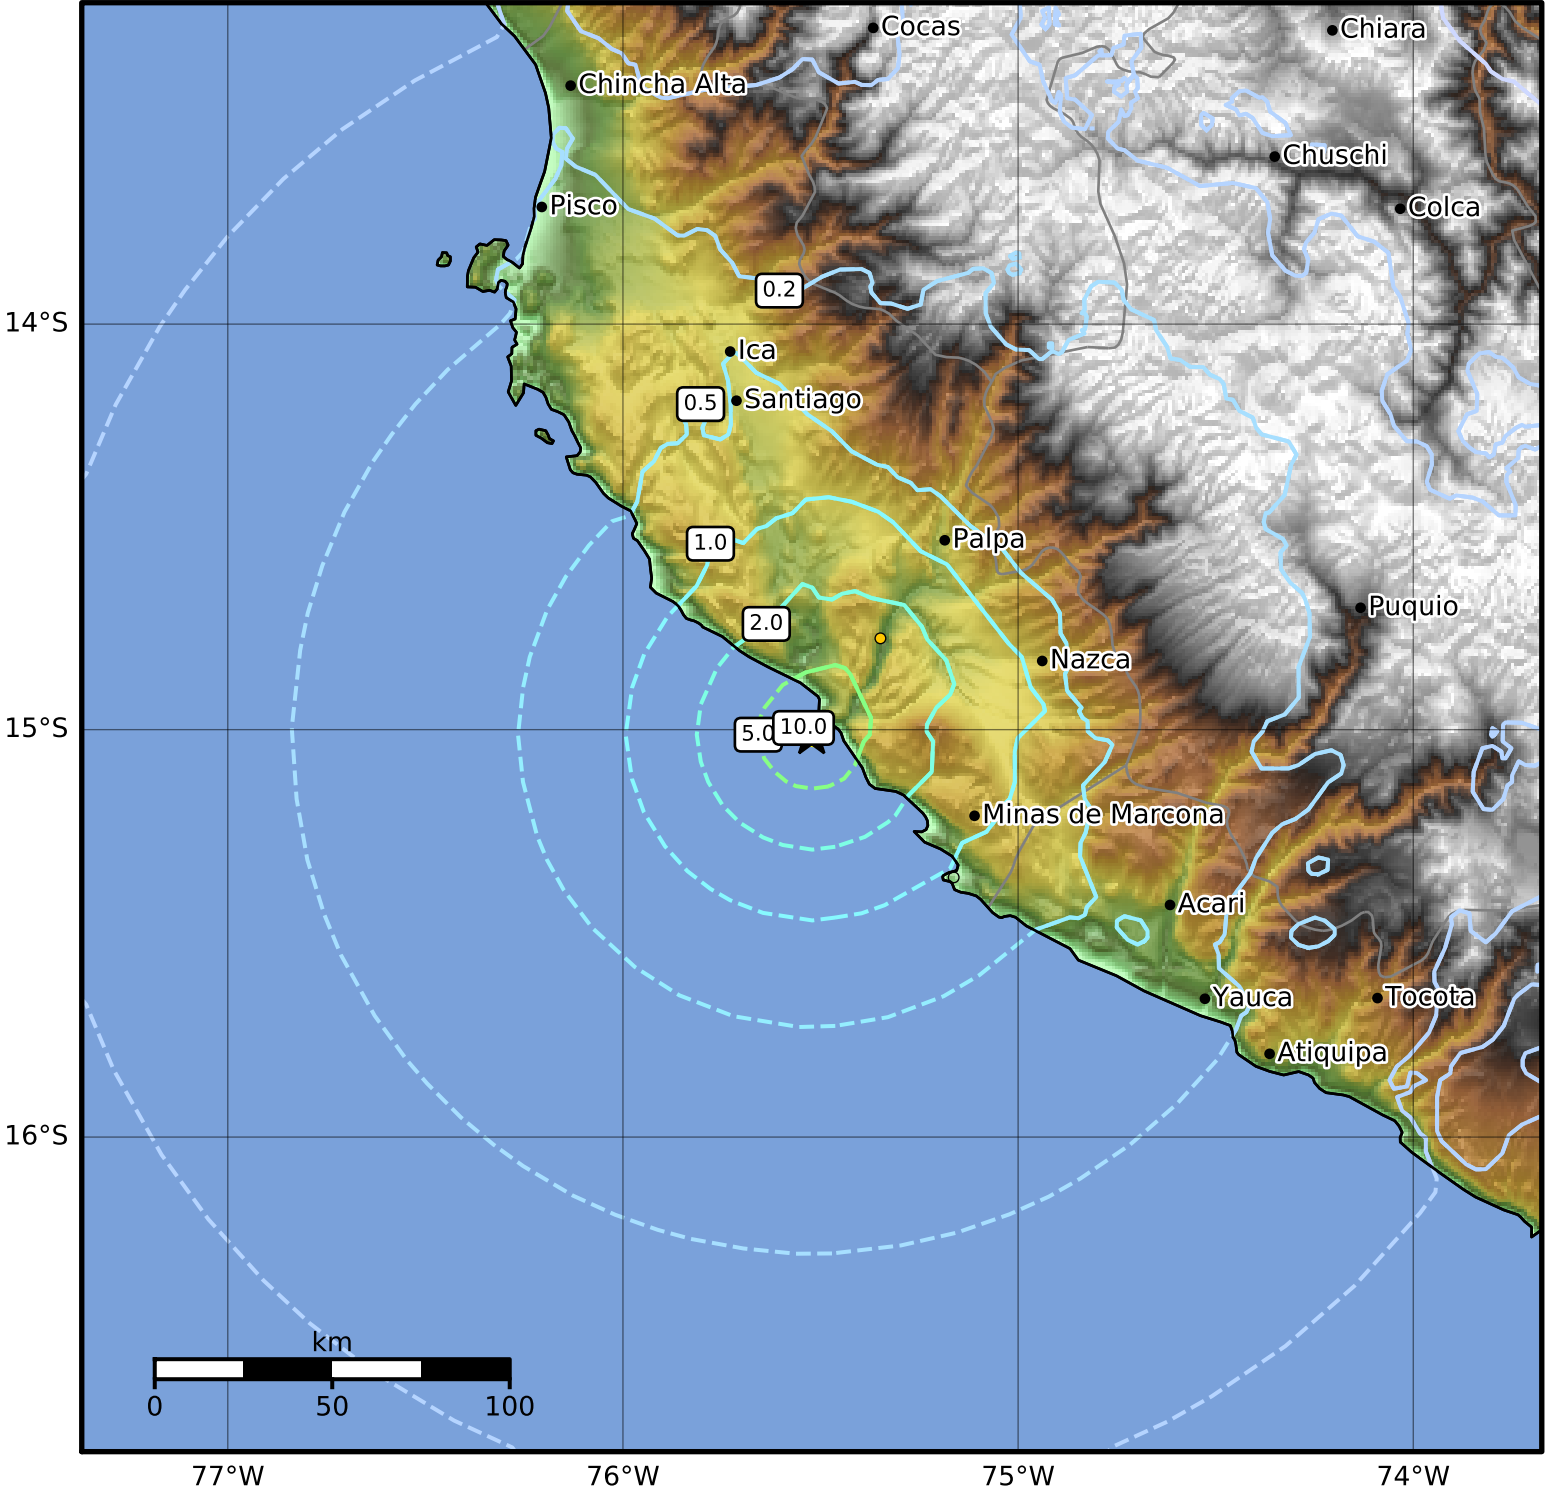 Cocas
Chiara
Chincha Alta
Chuschi
Pisco
Colca
0.2
14°S
Ica
0.5
Santiago
1.0
Palpa
Puquio
2.0
Nazca
15°S
5.0
10.0
Minas de Marcona
Acari
Yauca
Tocota
Atiquipa
16°S
km
0
50
100
77°W
76°W
75°W
74°W